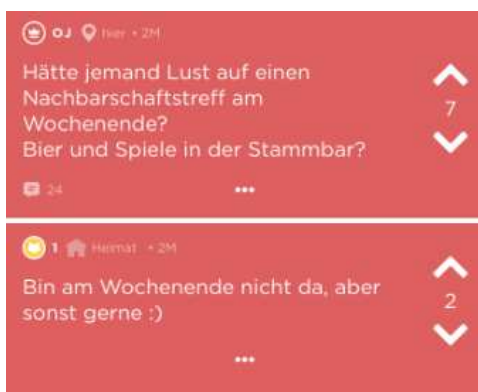 OJ hier • 2M
Hätte jemand Lust auf einen
Nachbarschaftstreff am
Wochenende?
Bier und Spiele in der Stammbar?
7
24
1 Heimat • 2M
Bin am Wochenende nicht da, aber
sonst gerne :)
2